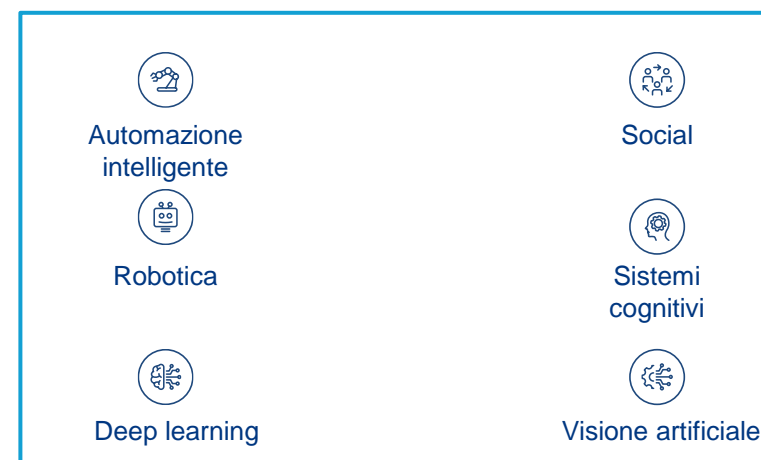 Automazione
intelligente
Social
Robotica
Sistemi
cognitivi
Deep learning
Visione artificiale